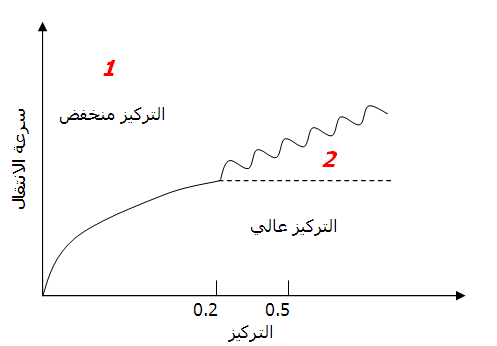 1
التركيز منخفض
سرعة الانتقال
2
التركيز عالي
0.2
0.5
التركيز